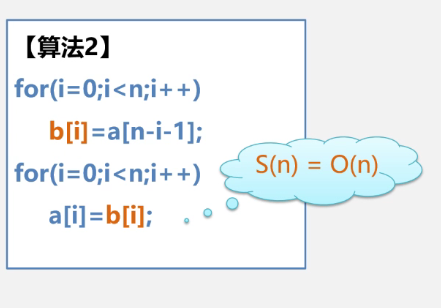 【算法2】
for(i=0;i<n;i++)
b[i]=a[n-i-1];
for(i=0;i<n;i++)
a[i]=b[i];
S(n) = O(n)